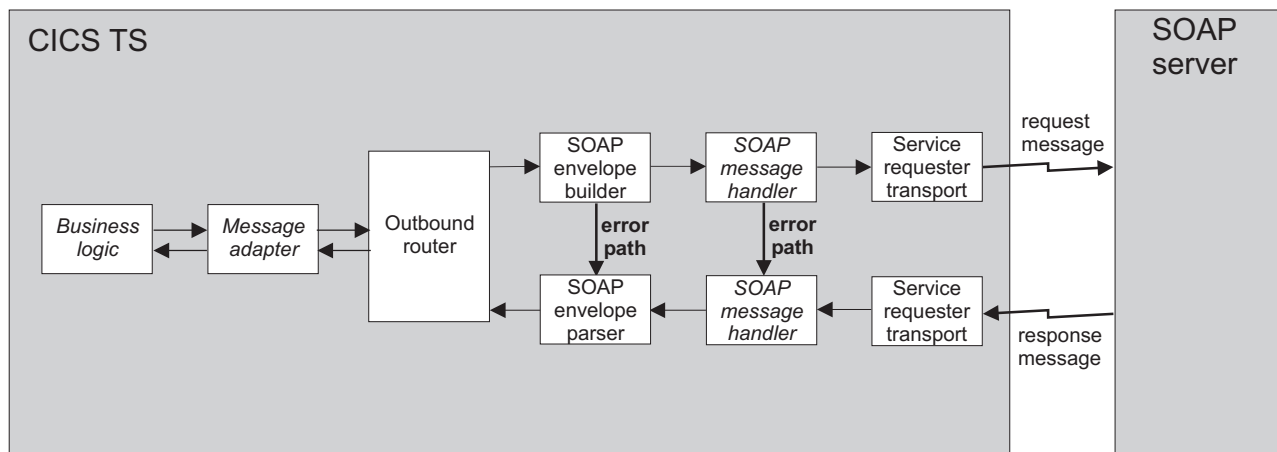 CICS TS
SOAP
server
request
message
SOAP
envelope
builder
SOAP
message
handler
Service
requester
transport
Business
logic
Message
adapter
Outbound
router
error
path
error
path
SOAP
envelope
parser
SOAP
message
handler
Service
requester
transport
response
message